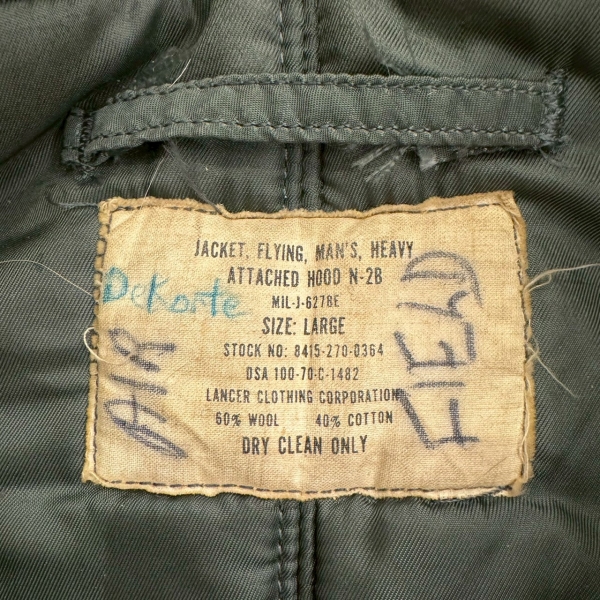 JACKET, FLYING, MAN'S, HEAVY
ATTACHED HOOD N-2B
MIL-J-6278E
SIZE: LARGE
STOCK NO: 8415-270-0364
DSA 100-70-C-1482
LANCER CLOTHING CORPORATION
60% WOOL 40% COTTON
DRY CLEAN ONLY
DeKorte
AIR
FIELD